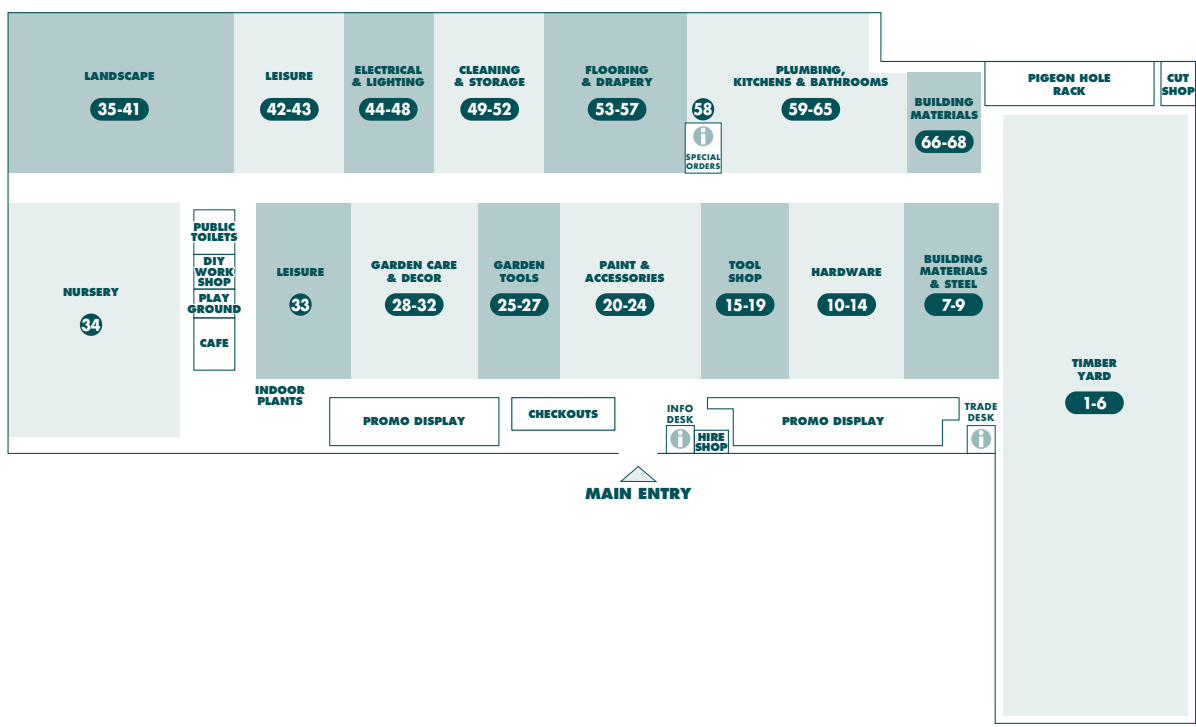 LANDSCAPE
35-41
LEISURE
42-43
ELECTRICAL
& LIGHTING
44-48
CLEANING
& STORAGE
49-52
FLOORING
& DRAPERY
53-57
58
SPECIAL
ORDERS
PLUMBING,
KITCHENS & BATHROOMS
59-65
BUILDING
MATERIALS
66-68
PIGEON HOLE
RACK
CUT
SHOP
NURSERY
34
PUBLIC
TOILETS
DIY
WORK
SHOP
PLAY
GROUND
CAFE
LEISURE
33
GARDEN CARE
& DECOR
28-32
GARDEN
TOOLS
25-27
PAINT &
ACCESSORIES
20-24
TOOL
SHOP
15-19
HARDWARE
10-14
BUILDING
MATERIALS
& STEEL
7-9
TIMBER
YARD
1-6
INDOOR
PLANTS
PROMO DISPLAY
CHECKOUTS
INFO
DESK
HIRE
SHOP
PROMO DISPLAY
TRADE
DESK
MAIN ENTRY